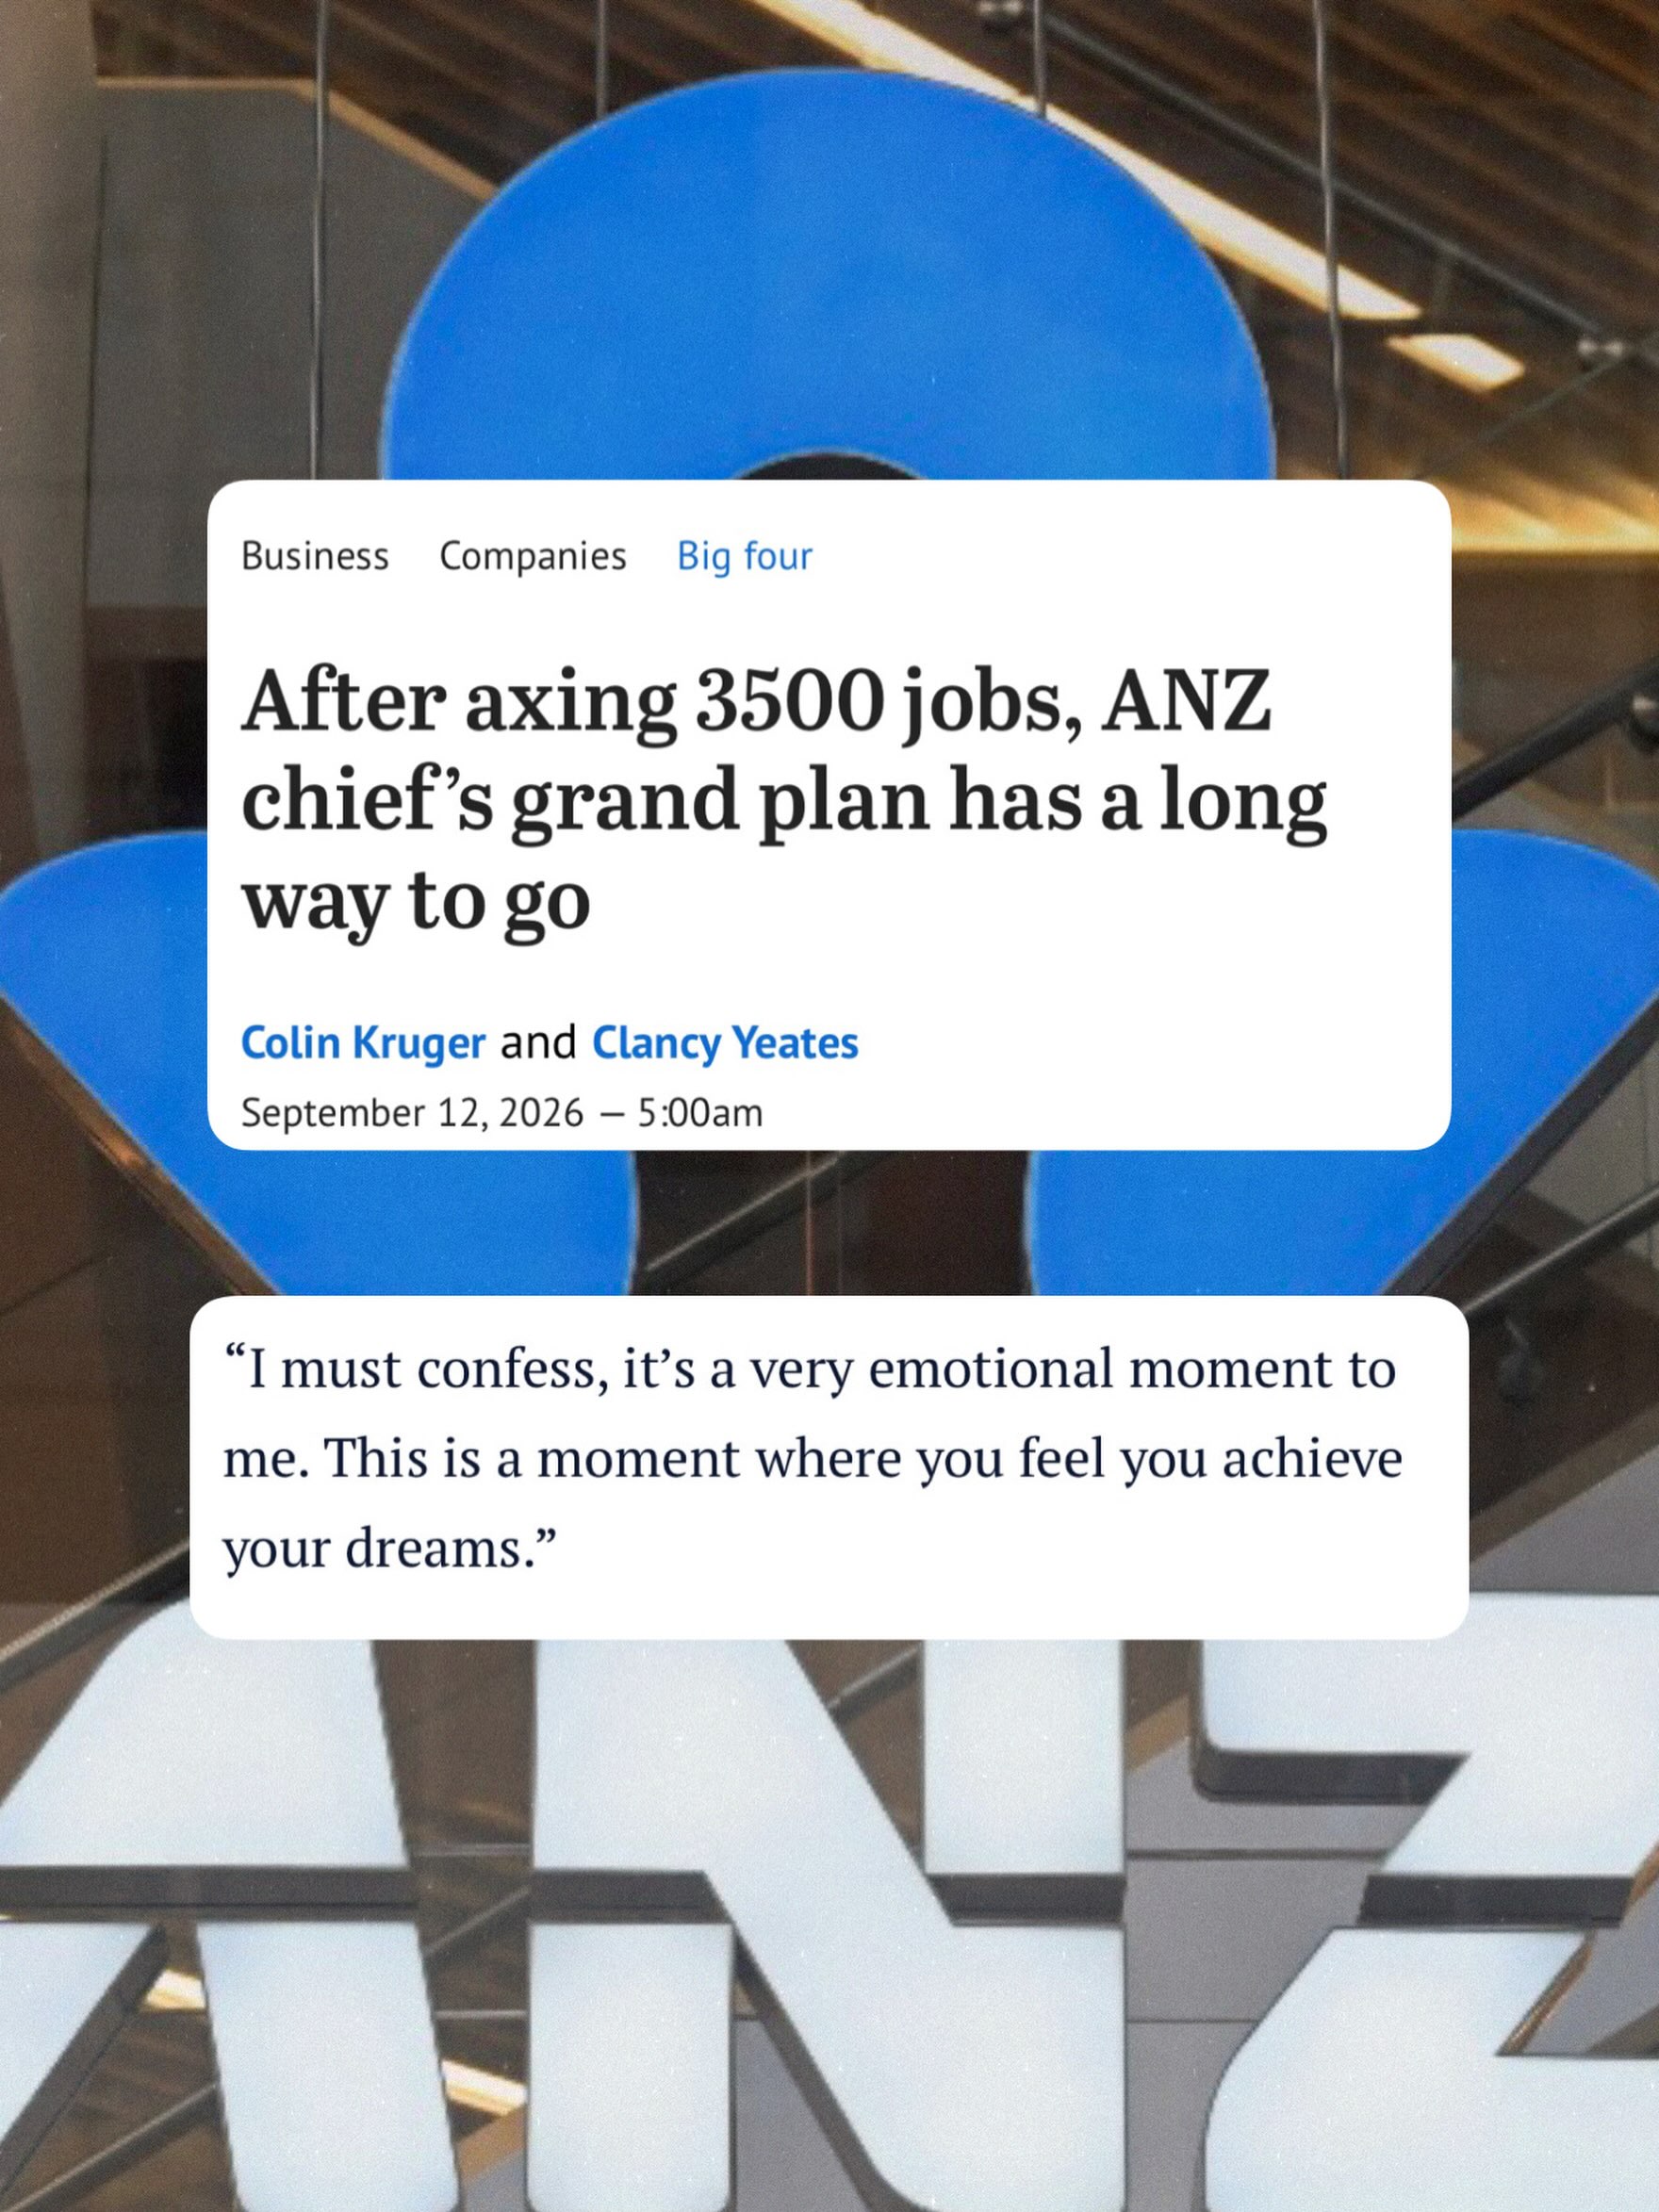 Business Companies Big four
After axing 3500 jobs, ANZ
chief’s grand plan has a long
way to go
Colin Kruger and Clancy Yeates
September 12, 2026 — 5:00am
“I must confess, it’s a very emotional moment to
me. This is a moment where you feel you achieve
your dreams.”
ANZ